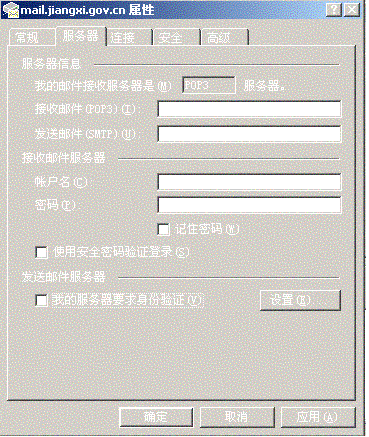 mail.jiangxi.gov.cn 属性
常规 服务器 连接 安全 高级
服务器信息
我的邮件接收服务器是(M) POP3 服务器。
接收邮件(POP3)(I):
发送邮件(SMTP)(U):
接收邮件服务器
帐户名(C)
密码(P)
记住密码(W)
使用安全密码验证登录(S)
发送邮件服务器
我的服务器要求身份验证(V)
设置(E)
确定 取消 应用(A)